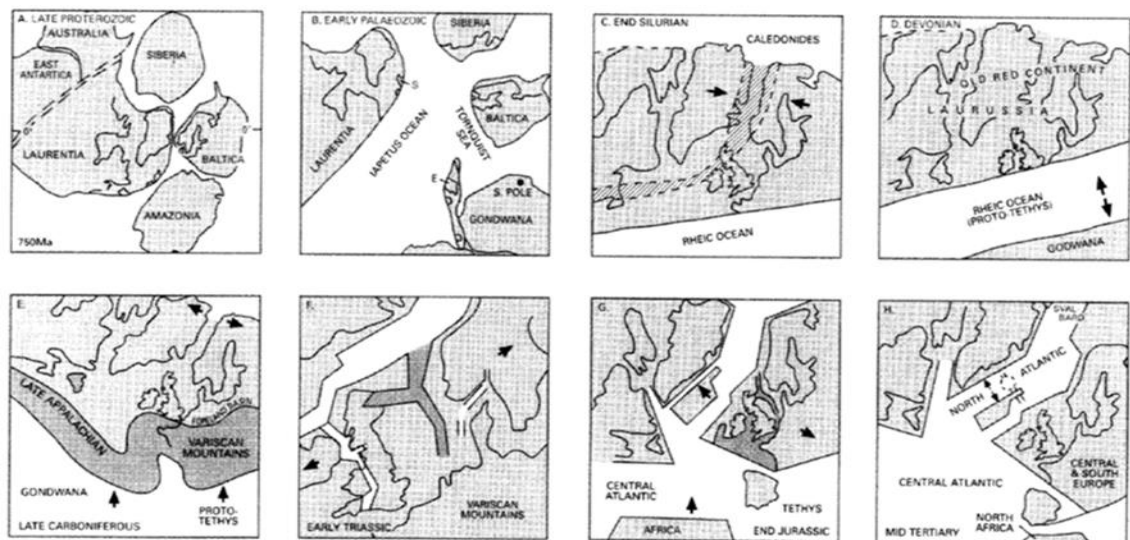 A. LATE PROTEROZOIC
AUSTRALIA
EAST
ANTARTICA
SIBERIA
LAURENTIA
BALTICA
AMAZONIA
750Ma
B. EARLY PALAEOZOIC
SIBERIA
S
LAURENTIA
IAPETUS OCEAN
TORNQUIST
SEA
BALTICA
E
S. POLE
GONDWANA
C. END SILURIAN
CALEDONIDES
RHEIC OCEAN
D. DEVONIAN
OLD RED CONTINENT
LAURUSSIA
RHEIC OCEAN
(PROTO-TETHYS)
GODWANA
E.
LATE APPALACHIAN
VARISCAN
MOUNTAINS
GONDWANA
PROTO-
TETHYS
LATE CARBONIFEROUS
F.
VARISCAN
MOUNTAINS
EARLY TRIASSIC
G.
CENTRAL
ATLANTIC
TETHYS
AFRICA
END JURASSIC
H.
SVAL
BARD
NORTH ATLANTIC
CENTRAL
& SOUTH
EUROPE
CENTRAL ATLANTIC
NORTH
AFRICA
MID TERTIARY